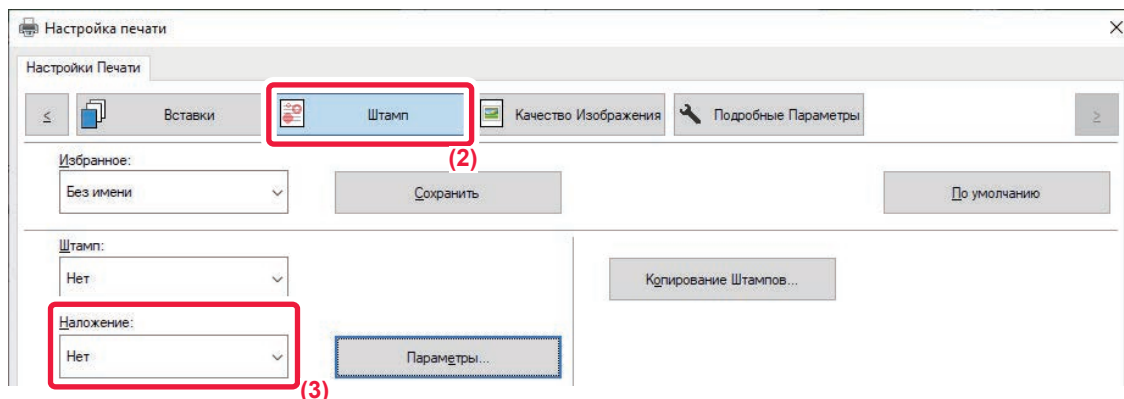 Настройка печати
Настройки Печати
< Вставки Штамп Качество Изображения Подробные Параметры >
(2)
Избранное:
Без имени Сохранить По умолчанию
Штамп:
Нет Копирование Штампов...
Наложение:
Нет Параметры...
(3)